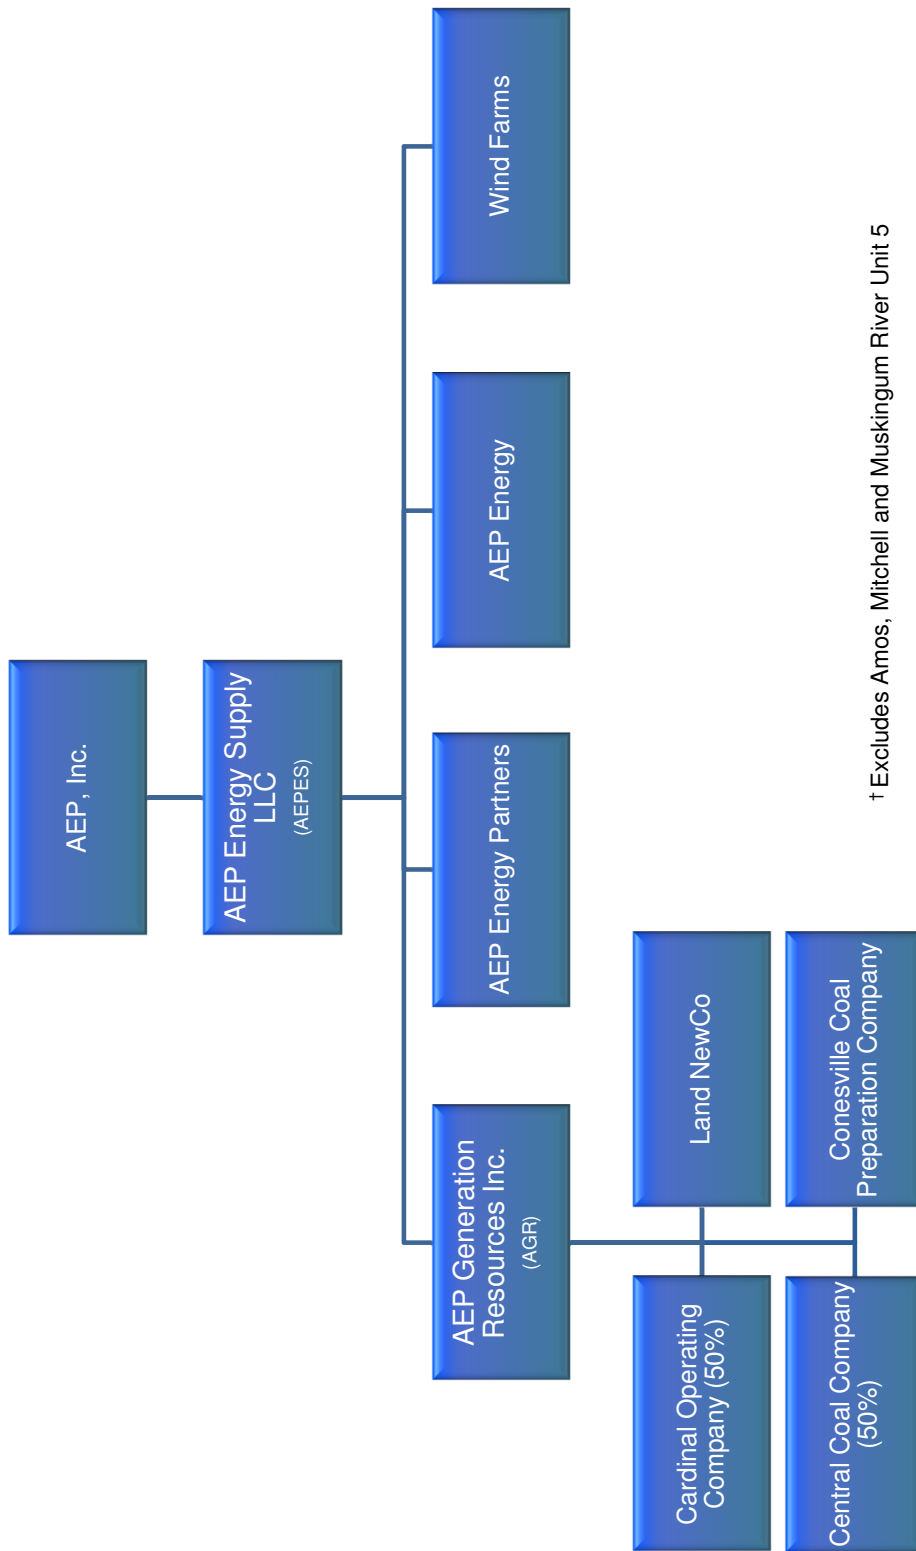 AEP, Inc.
AEP Energy Supply
LLC
(AEPES)
AEP Generation
Resources Inc.
(AGR)
AEP Energy Partners
AEP Energy
Wind Farms
Cardinal Operating
Company (50%)
Land NewCo
Central Coal Company
(50%)
Conesville Coal
Preparation Company
† Excludes Amos, Mitchell and Muskingum River Unit 5